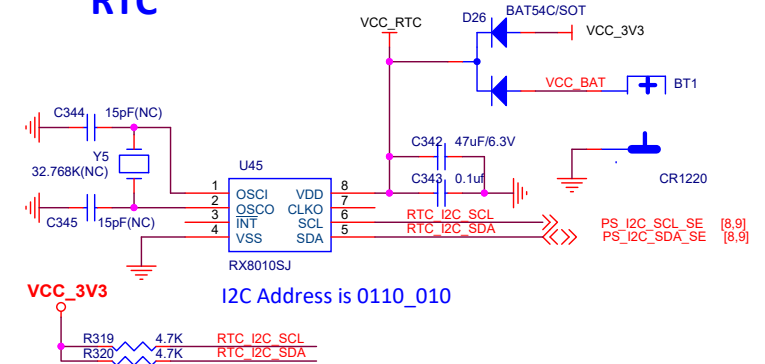 RTC
VCC_RTC
D26
BAT54C/SOT
VCC_3V3
VCC_BAT
BT1
C344
15pF(NC)
Y5
32.768K(NC)
C345
15pF(NC)
U45
C342
47uF/6.3V
C343
0.1uf
CR1220
1
OSCI
VDD
8
2
OSCO
CLKO
7
3
INT
SCL
6
RTC_I2C_SCL
PS_I2C_SCL_SE [8,9]
4
VSS
SDA
5
RTC_I2C_SDA
PS_I2C_SDA_SE [8,9]
RX8010SJ
VCC_3V3
I2C Address is 0110_010
R319
4.7K
RTC_I2C_SCL
R320
4.7K
RTC_I2C_SDA